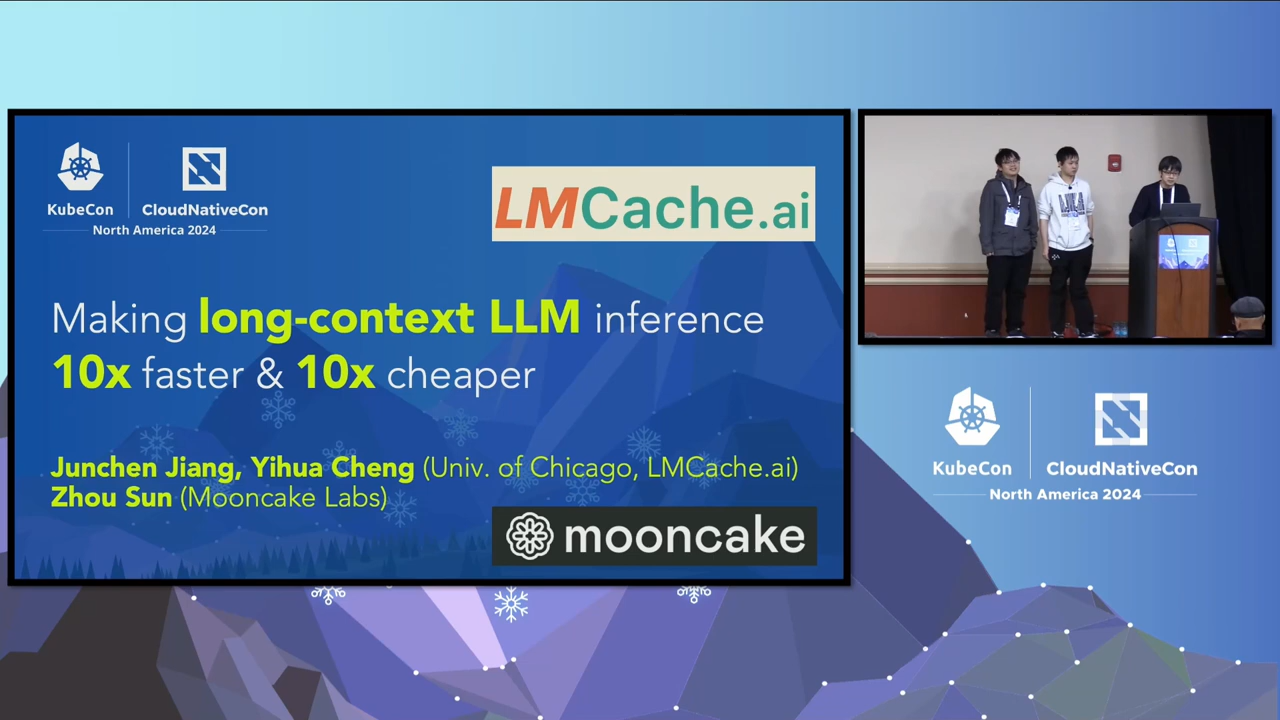 KubeCon
CloudNativeCon
North America 2024
LMCache.ai
Making long-context LLM inference
10x faster & 10x cheaper
Junchen Jiang, Yihua Cheng (Univ. of Chicago, LMCache.ai)
Zhou Sun (Mooncake Labs)
mooncake
KubeCon
CloudNativeCon
North America 2024